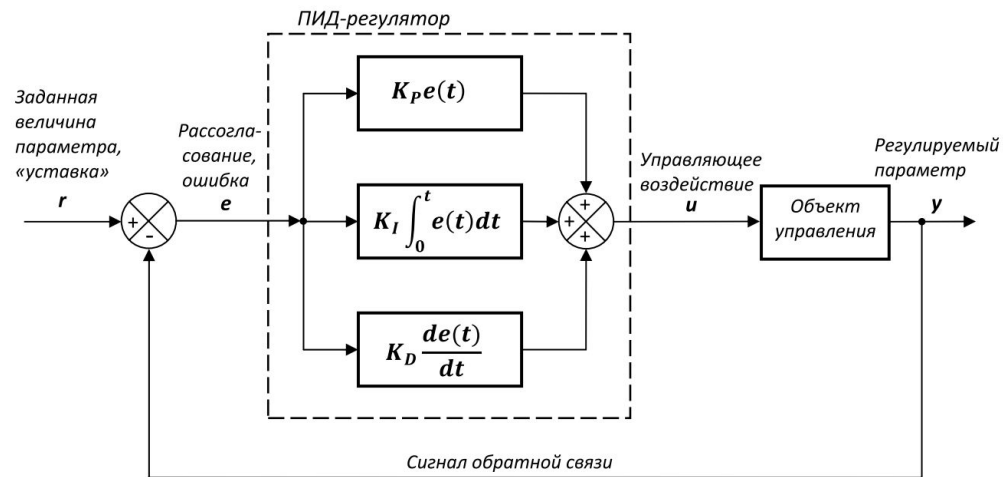 ПИД-регулятор
Заданная
величина
параметра,
«уставка»
r
+
-
Рассогла-
сование,
ошибка
e
K_P e(t)
K_I ∫_0^t e(t)dt
K_D de(t)/dt
+
+
+
Управляющее
воздействие
u
Объект
управления
Регулируемый
параметр
y
Сигнал обратной связи